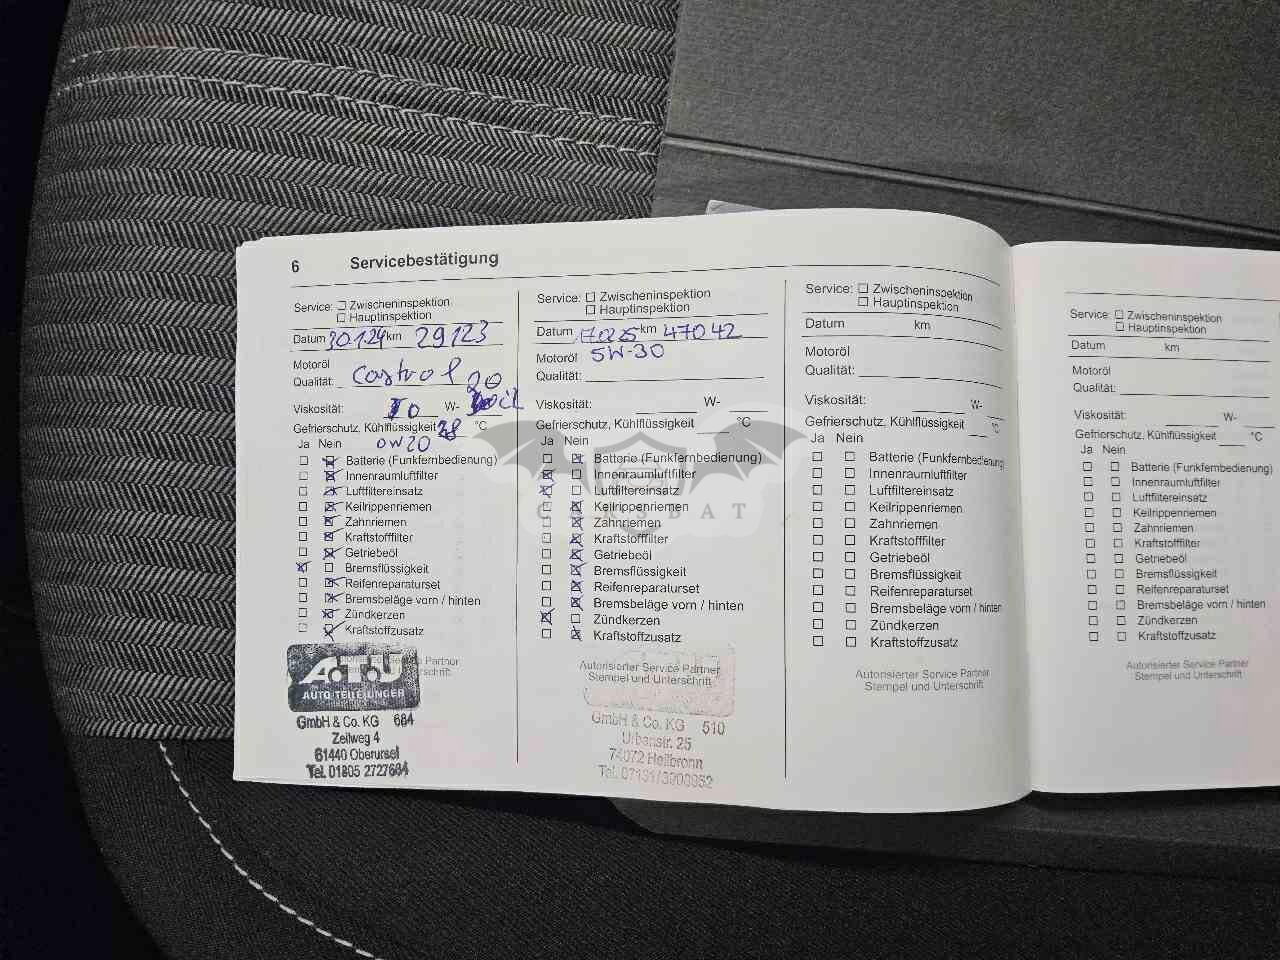 6 Servicebestätigung
Service: Zwischeninspektion
Hauptinspektion
Datum 30.1.24 km 29123
Motoröl
Qualität: Castrol
Viskosität: W-
20
Gefrierschutz, Kühlflüssigkeit 38 °C
Ja Nein 0W20
Batterie (Funkfernbedienung)
Innenraumluftfilter
Luftfiltereinsatz
Keilrippenriemen
Zahnriemen
Kraftstofffilter
Getriebeöl
Bremsflüssigkeit
Reifenreparaturset
Bremsbeläge vorn / hinten
Zündkerzen
Kraftstoffzusatz
Service Partner
A.T.U
AUTO TEILE UNGER
GmbH & Co. KG 664
Zeilweg 4
61440 Oberursel
Tel. 01805 2727664
Service: Zwischeninspektion
Hauptinspektion
Datum km 47042
Motoröl 5W-30
Qualität:
Viskosität: W-
Gefrierschutz, Kühlflüssigkeit °C
Ja Nein
Batterie (Funkfernbedienung)
Innenraumluftfilter
Luftfiltereinsatz
Keilrippenriemen
Zahnriemen
Kraftstofffilter
Getriebeöl
Bremsflüssigkeit
Reifenreparaturset
Bremsbeläge vorn / hinten
Zündkerzen
Kraftstoffzusatz
Autorisierter Service Partner
Stempel und Unterschrift
GmbH & Co. KG 510
Urbanstr. 25
74072 Heilbronn
Service: Zwischeninspektion
Hauptinspektion
Datum km
Motoröl
Qualität:
Viskosität: W-
Gefrierschutz, Kühlflüssigkeit °C
Ja Nein
Batterie (Funkfernbedienung)
Innenraumluftfilter
Luftfiltereinsatz
Keilrippenriemen
Zahnriemen
Kraftstofffilter
Getriebeöl
Bremsflüssigkeit
Reifenreparaturset
Bremsbeläge vorn / hinten
Zündkerzen
Kraftstoffzusatz
Autorisierter Service Partner
Stempel und Unterschrift
Service: Zwischeninspektion
Hauptinspektion
Datum km
Motoröl
Qualität:
Viskosität: W-
Gefrierschutz, Kühlflüssigkeit °C
Ja Nein
Batterie (Funkfernbedienung)
Innenraumluftfilter
Luftfiltereinsatz
Keilrippenriemen
Zahnriemen
Kraftstofffilter
Getriebeöl
Bremsflüssigkeit
Reifenreparaturset
Bremsbeläge vorn / hinten
Zündkerzen
Kraftstoffzusatz
Autorisierter Service Partner
Stempel und Unterschrift
CARSBAT